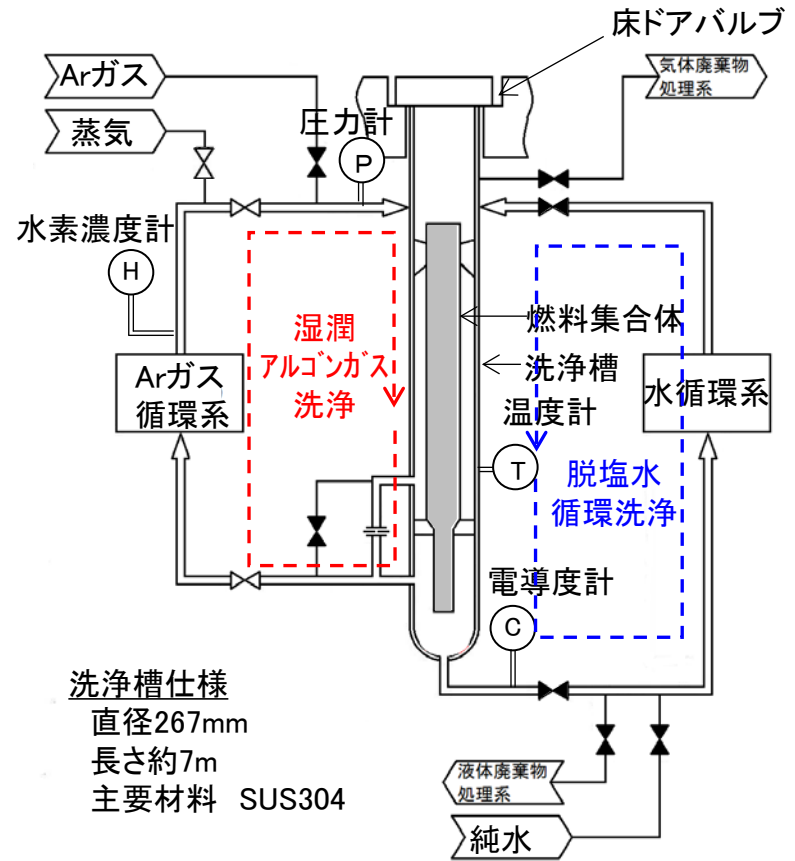 床ドアバルブ
Arガス
気体廃棄物
処理系
蒸気
圧力計
P
水素濃度計
H
湿潤
アルゴンガス
洗浄
燃料集合体
洗浄槽
Arガス
循環系
水循環系
温度計
T
脱塩水
循環洗浄
電導度計
C
洗浄槽仕様
直径267mm
長さ約7m
主要材料 SUS304
液体廃棄物
処理系
純水